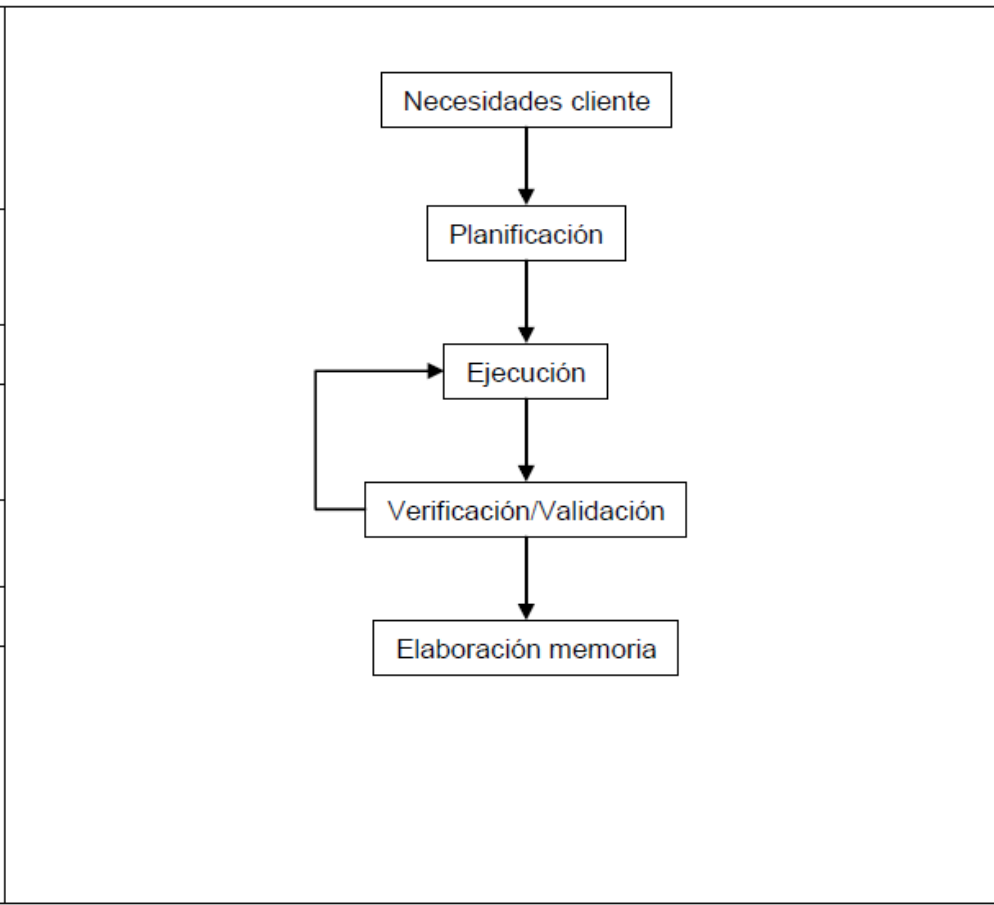 Necesidades cliente
Planificación
Ejecución
Verificación/Validación
Elaboración memoria